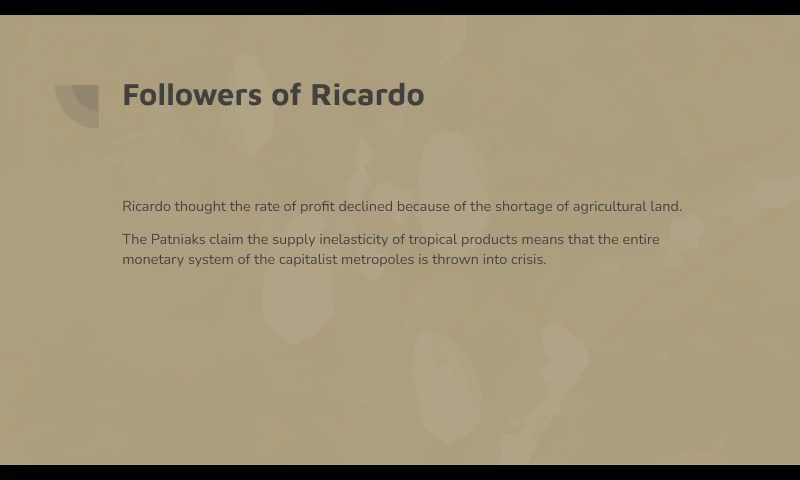 Followers of Ricardo
Ricardo thought the rate of profit declined because of the shortage of agricultural land.
The Patniaks claim the supply inelasticity of tropical products means that the entire
monetary system of the capitalist metropoles is thrown into crisis.